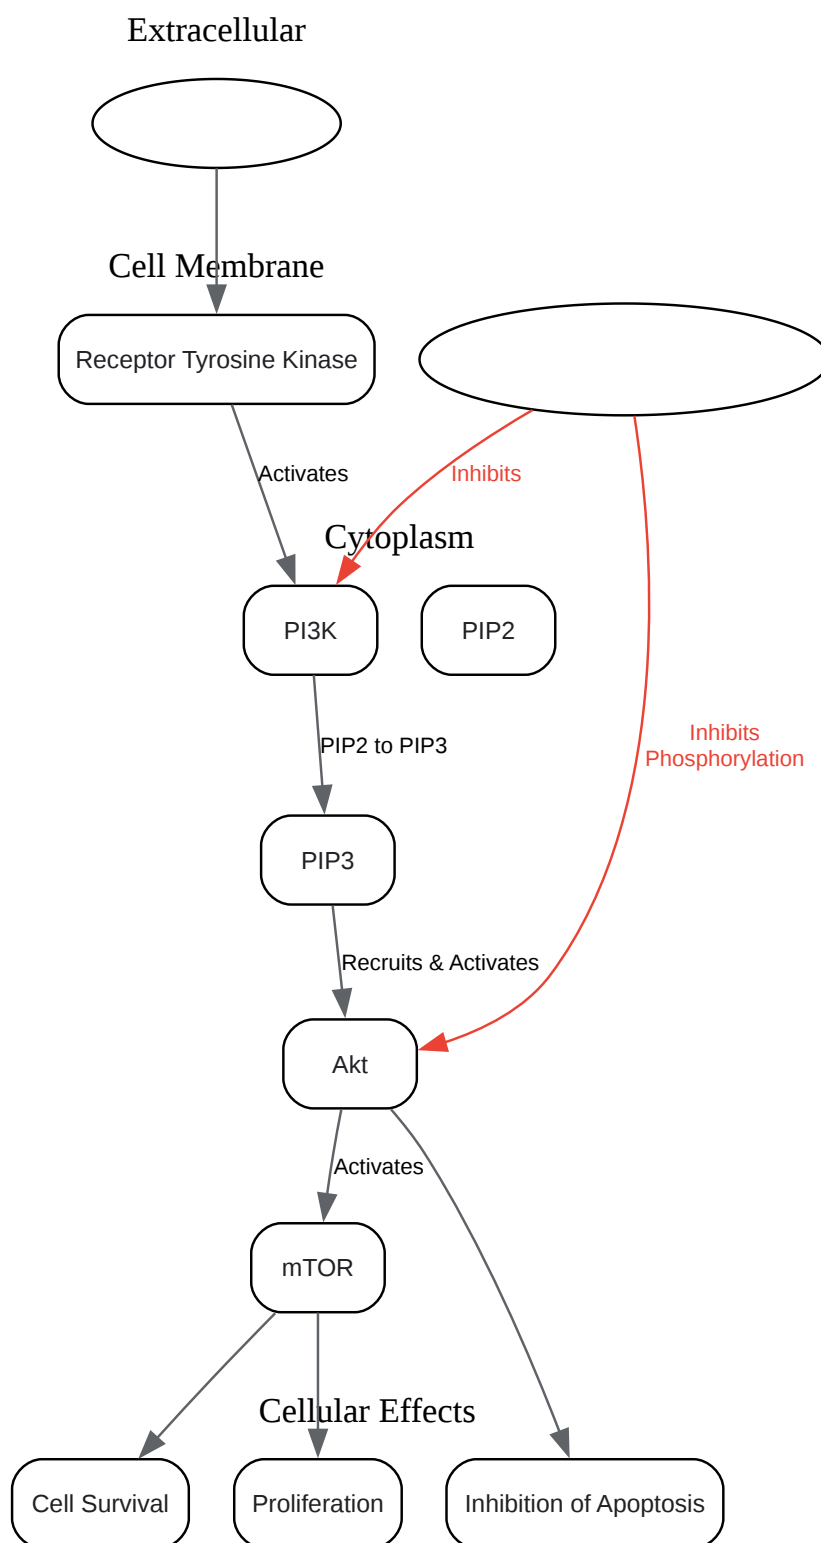 Extracellular
Cell Membrane
Receptor Tyrosine Kinase
Activates
Inhibits
Cytoplasm
PI3K
PIP2
Inhibits
Phosphorylation
PIP2 to PIP3
PIP3
Recruits & Activates
Akt
Activates
mTOR
Cellular Effects
Cell Survival
Proliferation
Inhibition of Apoptosis